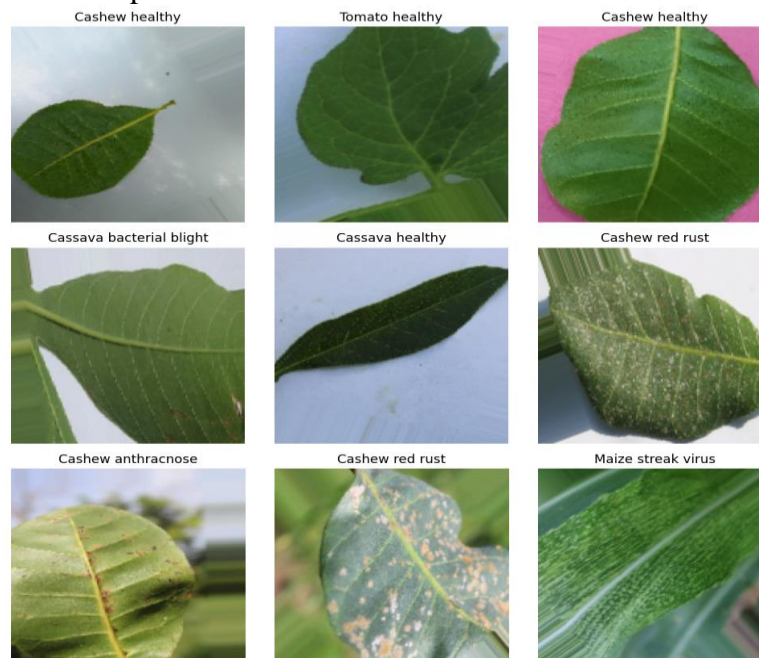 Cashew healthy
Tomato healthy
Cashew healthy
Cassava bacterial blight
Cassava healthy
Cashew red rust
Cashew anthracnose
Cashew red rust
Maize streak virus